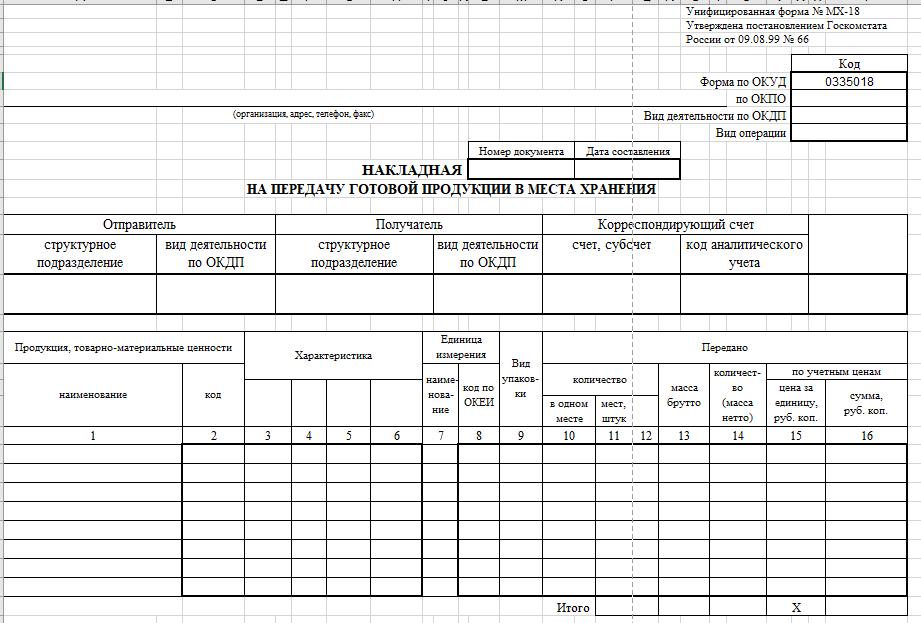 Унифицированная форма № МХ-18
Утверждена постановлением Госкомстата
России от 09.08.99 № 66
Код
Форма по ОКУД 0335018
по ОКПО
(организация, адрес, телефон, факс)
Вид деятельности по ОКДП
Вид операции
Номер документа Дата составления
НАКЛАДНАЯ
НА ПЕРЕДАЧУ ГОТОВОЙ ПРОДУКЦИИ В МЕСТА ХРАНЕНИЯ
Отправитель Получатель Корреспондирующий счет
структурное подразделение
вид деятельности по ОКДП
структурное подразделение
вид деятельности по ОКДП
счет, субсчет
код аналитического учета
Продукция, товарно-материальные ценности
наименование
код
Характеристика
Единица измерения
наиме-
нова-
ние
код по
ОКЕИ
Вид
упаков-
ки
Передано
количество
в одном
месте
мест,
штук
масса
брутто
количест-
во
(масса
нетто)
по учетным ценам
цена за
единицу,
руб. коп.
сумма,
руб. коп.
1 2 3 4 5 6 7 8 9 10 11 12 13 14 15 16
Итого Х